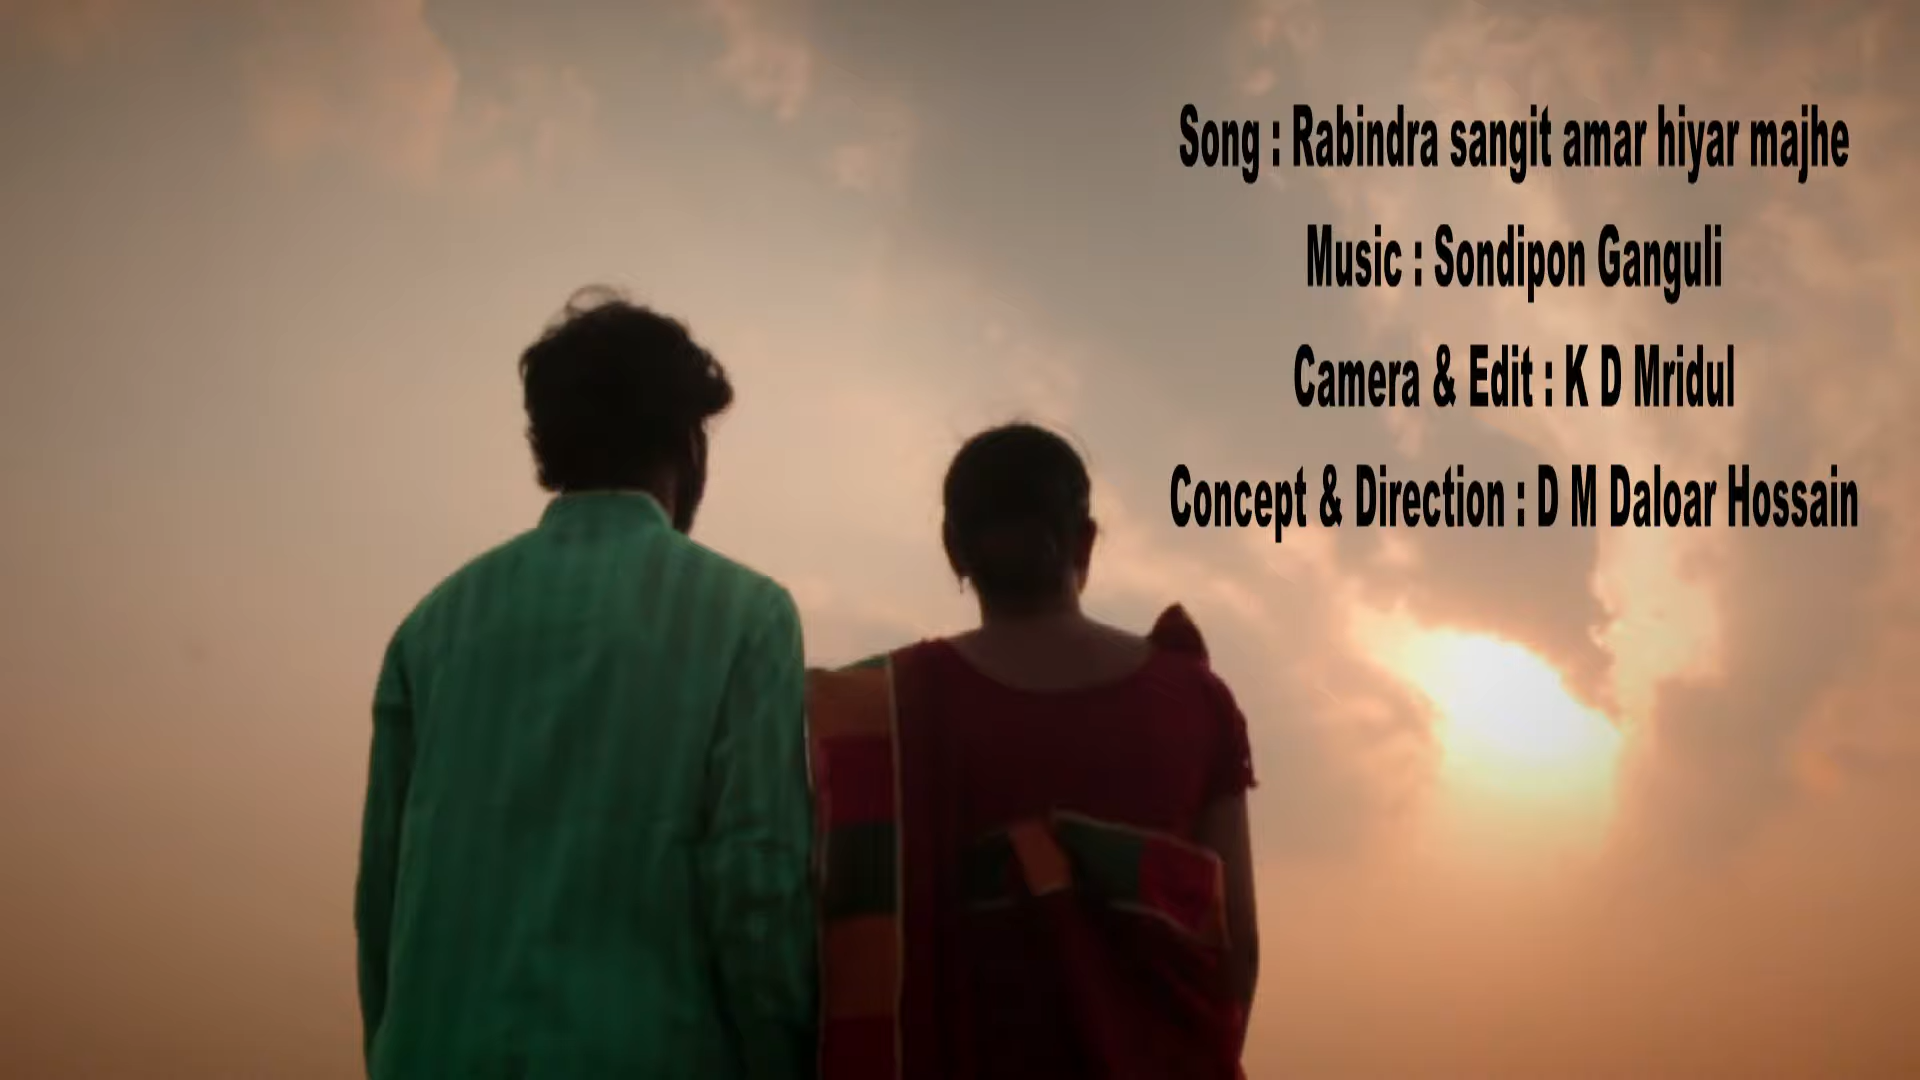 Song : Rabindra sangit amar hiyar majhe
Music : Sondipon Ganguli
Camera & Edit : K D Mridul
Concept & Direction : D M Daloar Hossain